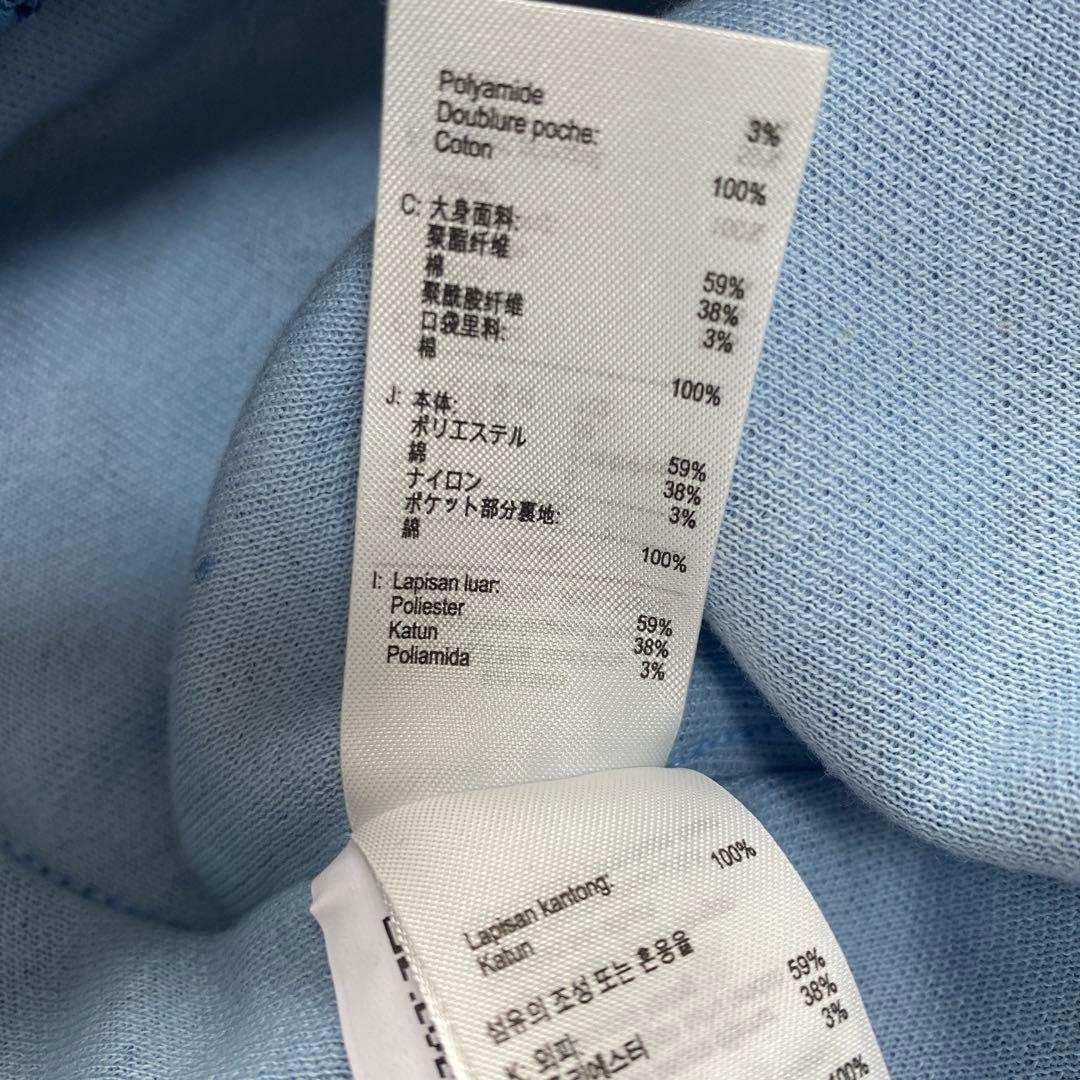 Polyamide 3%
Doublure poche:
Coton 100%
C: 大身面料:
聚酯纤维 59%
棉 38%
聚酰胺纤维 3%
口袋里料:
棉 100%
J: 本体:
ポリエステル 59%
綿 38%
ナイロン 3%
ポケット部分裏地:
綿 100%
I: Lapisan luar:
Poliester 59%
Katun 38%
Poliamida 3%
Lapisan kantong:
Katun 100%
섬유의 조성 또는 혼용율
K: 외피:
59%
38%
3%
100%